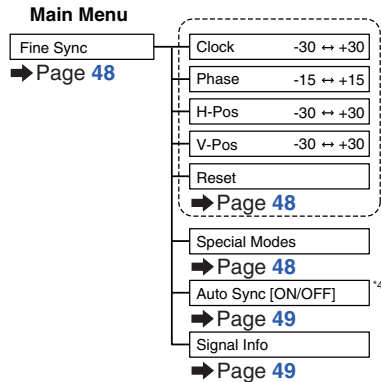 Main Menu
Fine Sync
➡ Page 48
Clock -30 ↔ +30
Phase -15 ↔ +15
H-Pos -30 ↔ +30
V-Pos -30 ↔ +30
Reset
➡ Page 48
Special Modes
➡ Page 48
Auto Sync [ON/OFF] *4
➡ Page 49
Signal Info
➡ Page 49